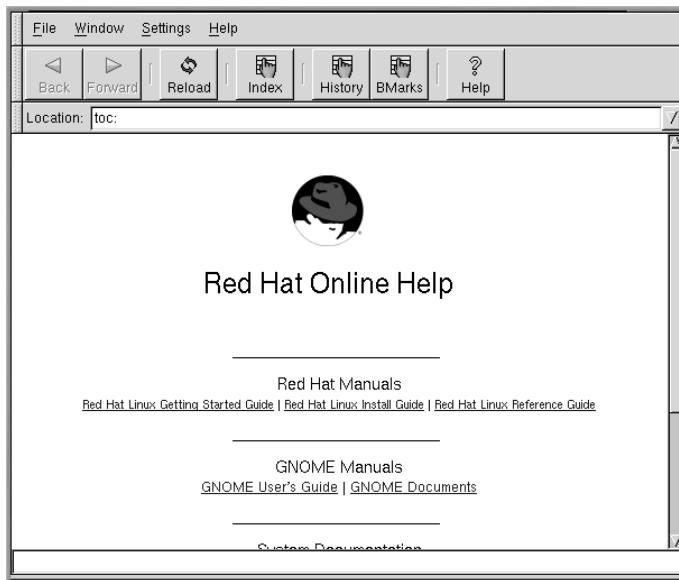 File Window Settings Help
Back Forward Reload Index History BMarks Help
Location: toc:
Red Hat Online Help
Red Hat Manuals
Red Hat Linux Getting Started Guide | Red Hat Linux Install Guide | Red Hat Linux Reference Guide
GNOME Manuals
GNOME User's Guide | GNOME Documents
System Documentation